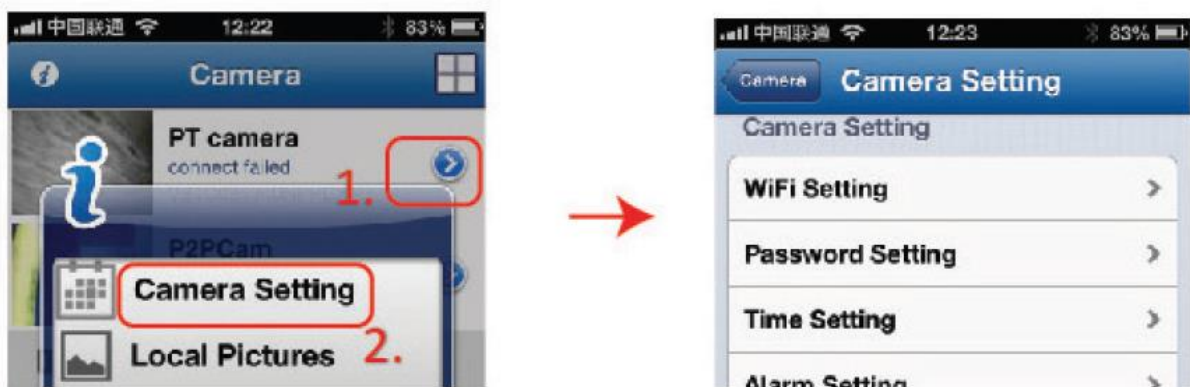 中国联通 12:22 83%
Camera
PT camera
connect failed
1.
P2PCam
Camera Setting
Local Pictures 2.
中国联通 12:23 83%
Camera Camera Setting
Camera Setting
WiFi Setting
Password Setting
Time Setting
Alarm Setting